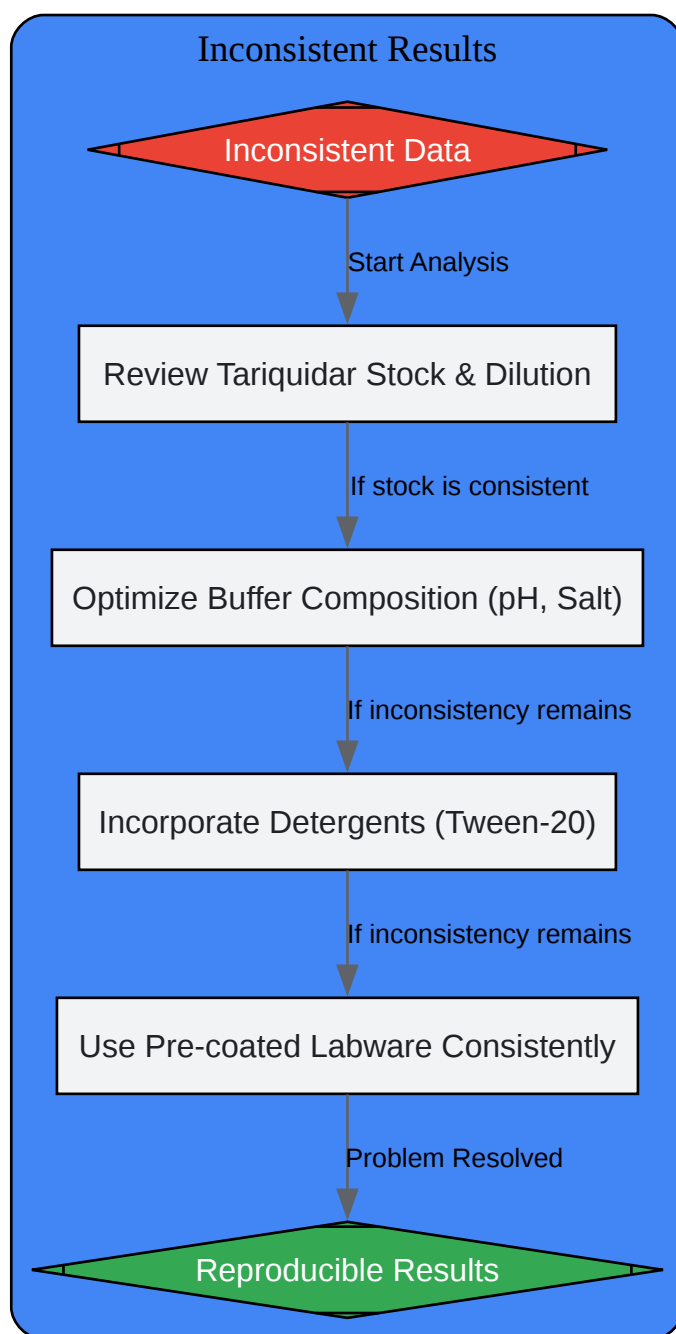 Inconsistent Results
Inconsistent Data
Start Analysis
Review Tariquidar Stock & Dilution
If stock is consistent
Optimize Buffer Composition (pH, Salt)
If inconsistency remains
Incorporate Detergents (Tween-20)
If inconsistency remains
Use Pre-coated Labware Consistently
Problem Resolved
Reproducible Results